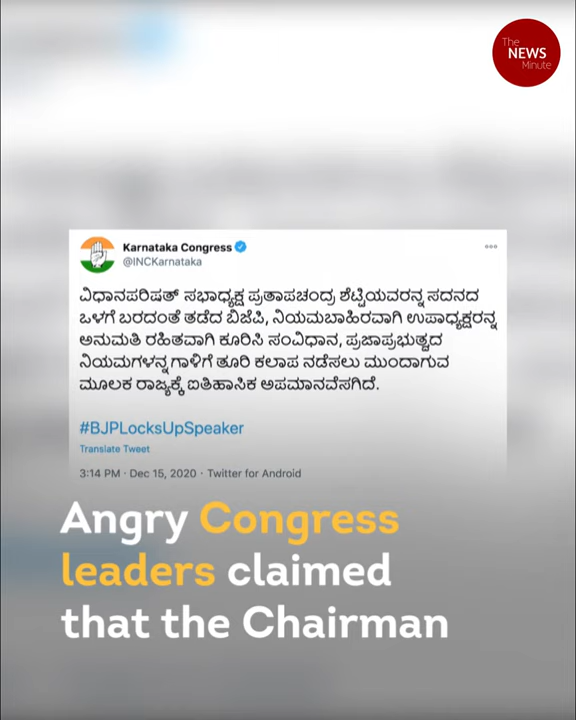 The
NEWS
Minute
Karnataka Congress
@INCKarnataka
ವಿಧಾನಪರಿಷತ್ ಸಭಾಧ್ಯಕ್ಷ ಪ್ರತಾಪಚಂದ್ರ ಶೆಟ್ಟಿಯವರನ್ನ ಸದನದ
ಒಳಗೆ ಬರದಂತೆ ತಡೆದ ಬಿಜೆಪಿ, ನಿಯಮಬಾಹಿರವಾಗಿ ಉಪಾಧ್ಯಕ್ಷರನ್ನ
ಅನುಮತಿ ರಹಿತವಾಗಿ ಕೂರಿಸಿ ಸಂವಿಧಾನ, ಪ್ರಜಾಪ್ರಭುತ್ವದ
ನಿಯಮಗಳನ್ನ ಗಾಳಿಗೆ ತೂರಿ ಕಲಾಪ ನಡೆಸಲು ಮುಂದಾಗುವ
ಮೂಲಕ ರಾಜ್ಯಕ್ಕೆ ಐತಿಹಾಸಿಕ ಅಪಮಾನವೆಸಗಿದೆ.
#BJPLocksUpSpeaker
Translate Tweet
3:14 PM · Dec 15, 2020 · Twitter for Android
Angry Congress
leaders claimed
that the Chairman